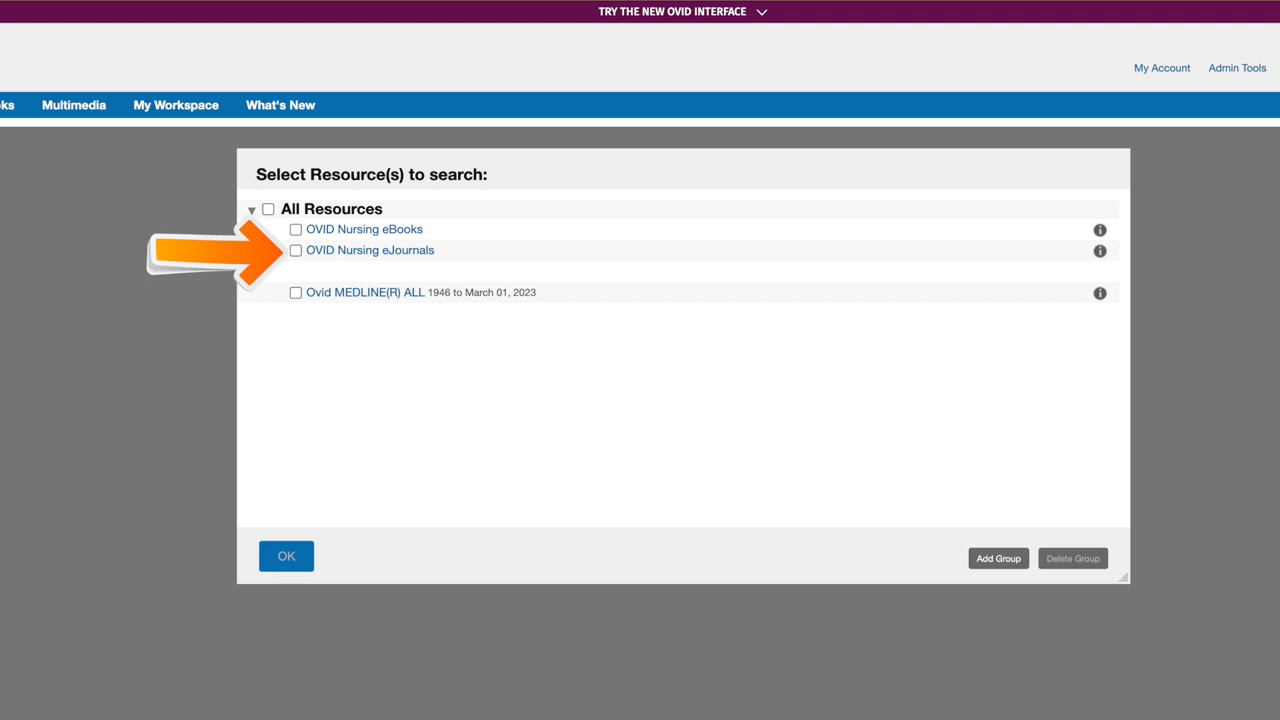 TRY THE NEW OVID INTERFACE
My Account Admin Tools
ks Multimedia My Workspace What's New
Select Resource(s) to search:
All Resources
OVID Nursing eBooks
OVID Nursing eJournals
Ovid MEDLINE(R) ALL 1946 to March 01, 2023
OK Add Group Delete Group